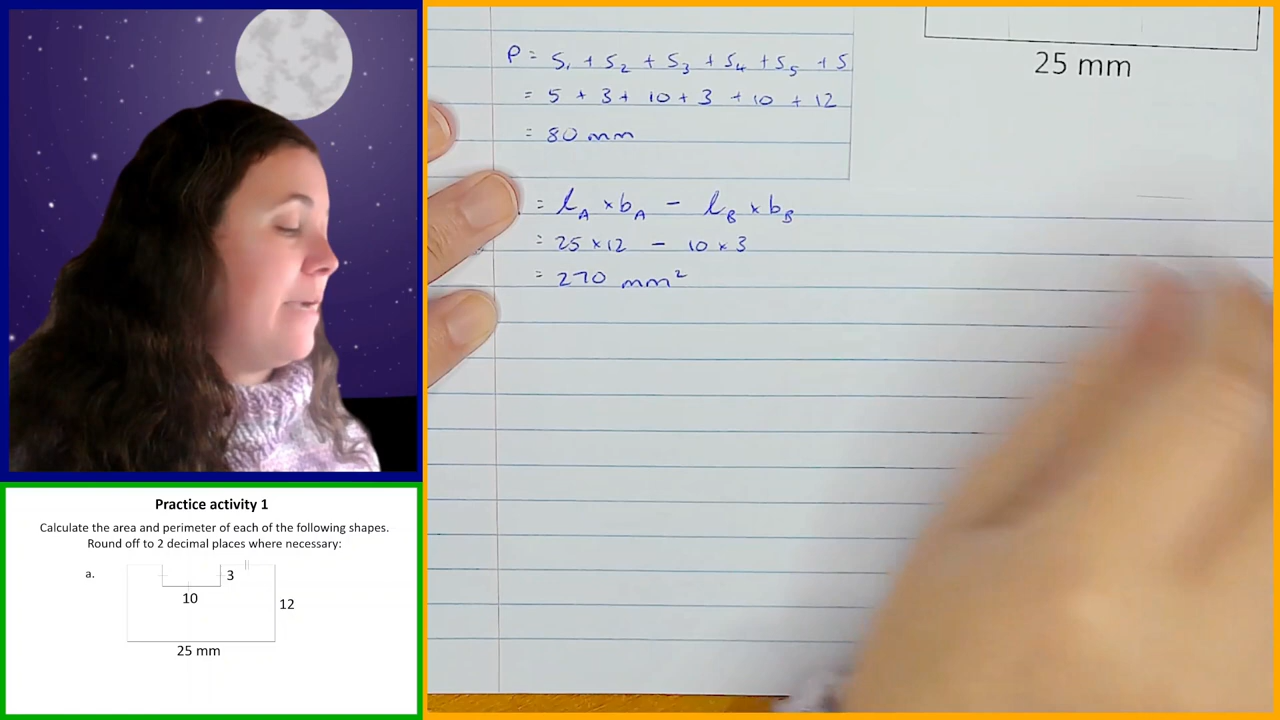 P = S₁ + S₂ + S₃ + S₄ + S₅ + S
= 5 + 3 + 10 + 3 + 10 + 12
= 80 mm
= l_A × b_A − l_B × b_B
= 25 × 12 − 10 × 3
= 270 mm²
25 mm
Practice activity 1
Calculate the area and perimeter of each of the following shapes.
Round off to 2 decimal places where necessary:
a.
3
10
12
25 mm